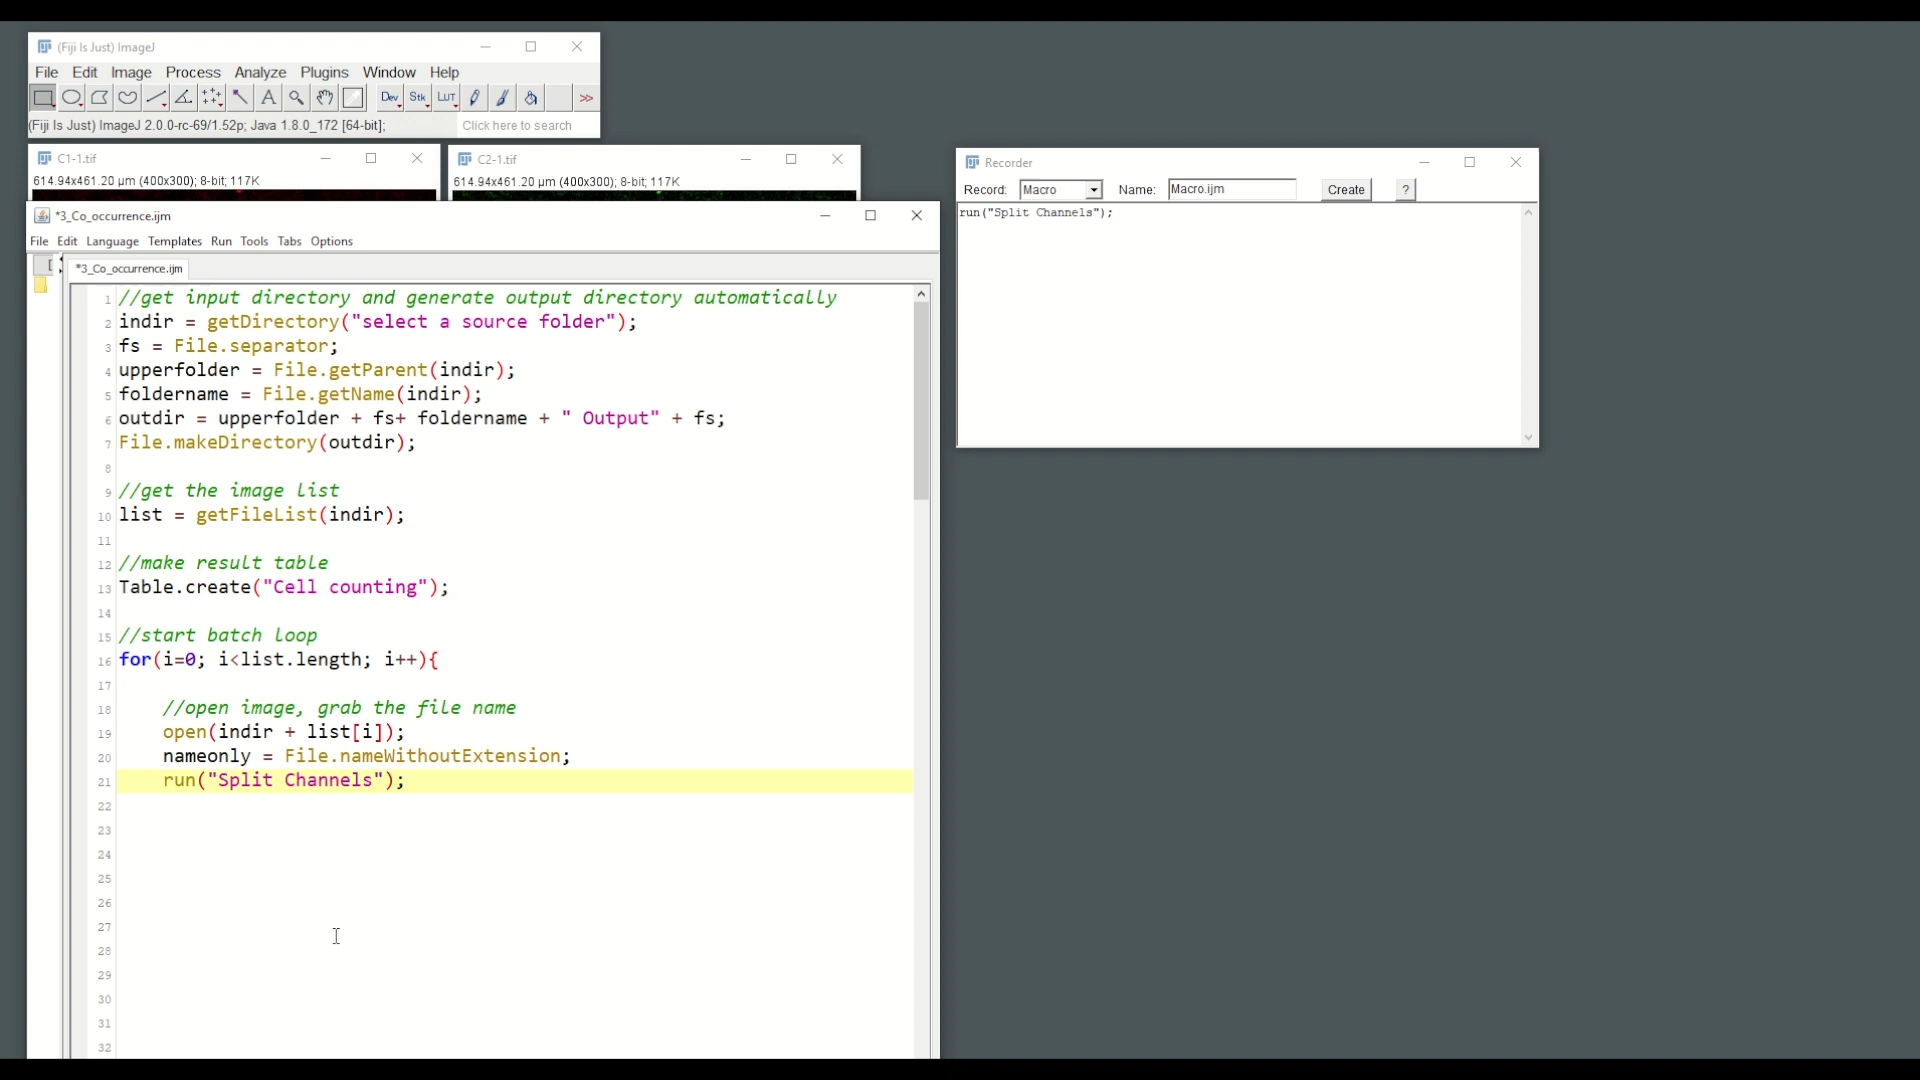 (Fiji Is Just) ImageJ
File Edit Image Process Analyze Plugins Window Help
A Dev Stk LUT >>
(Fiji Is Just) ImageJ 2.0.0-rc-69/1.52p; Java 1.8.0_172 [64-bit];
Click here to search
C1-1.tif
614.94x461.20 µm (400x300); 8-bit; 117K
C2-1.tif
614.94x461.20 µm (400x300); 8-bit; 117K
Recorder
Record: Macro Name: Macro.ijm Create ?
run("Split Channels");
*3_Co_occurrence.ijm
File Edit Language Templates Run Tools Tabs Options
*3_Co_occurrence.ijm
1 //get input directory and generate output directory automatically
2 indir = getDirectory("select a source folder");
3 fs = File.separator;
4 upperfolder = File.getParent(indir);
5 foldername = File.getName(indir);
6 outdir = upperfolder + fs+ foldername + " Output" + fs;
7 File.makeDirectory(outdir);
8
9 //get the image list
10 list = getFileList(indir);
11
12 //make result table
13 Table.create("Cell counting");
14
15 //start batch loop
16 for(i=0; i<list.length; i++){
17
18 //open image, grab the file name
19 open(indir + list[i]);
20 nameonly = File.nameWithoutExtension;
21 run("Split Channels");
22
23
24
25
26
27
28
29
30
31
32